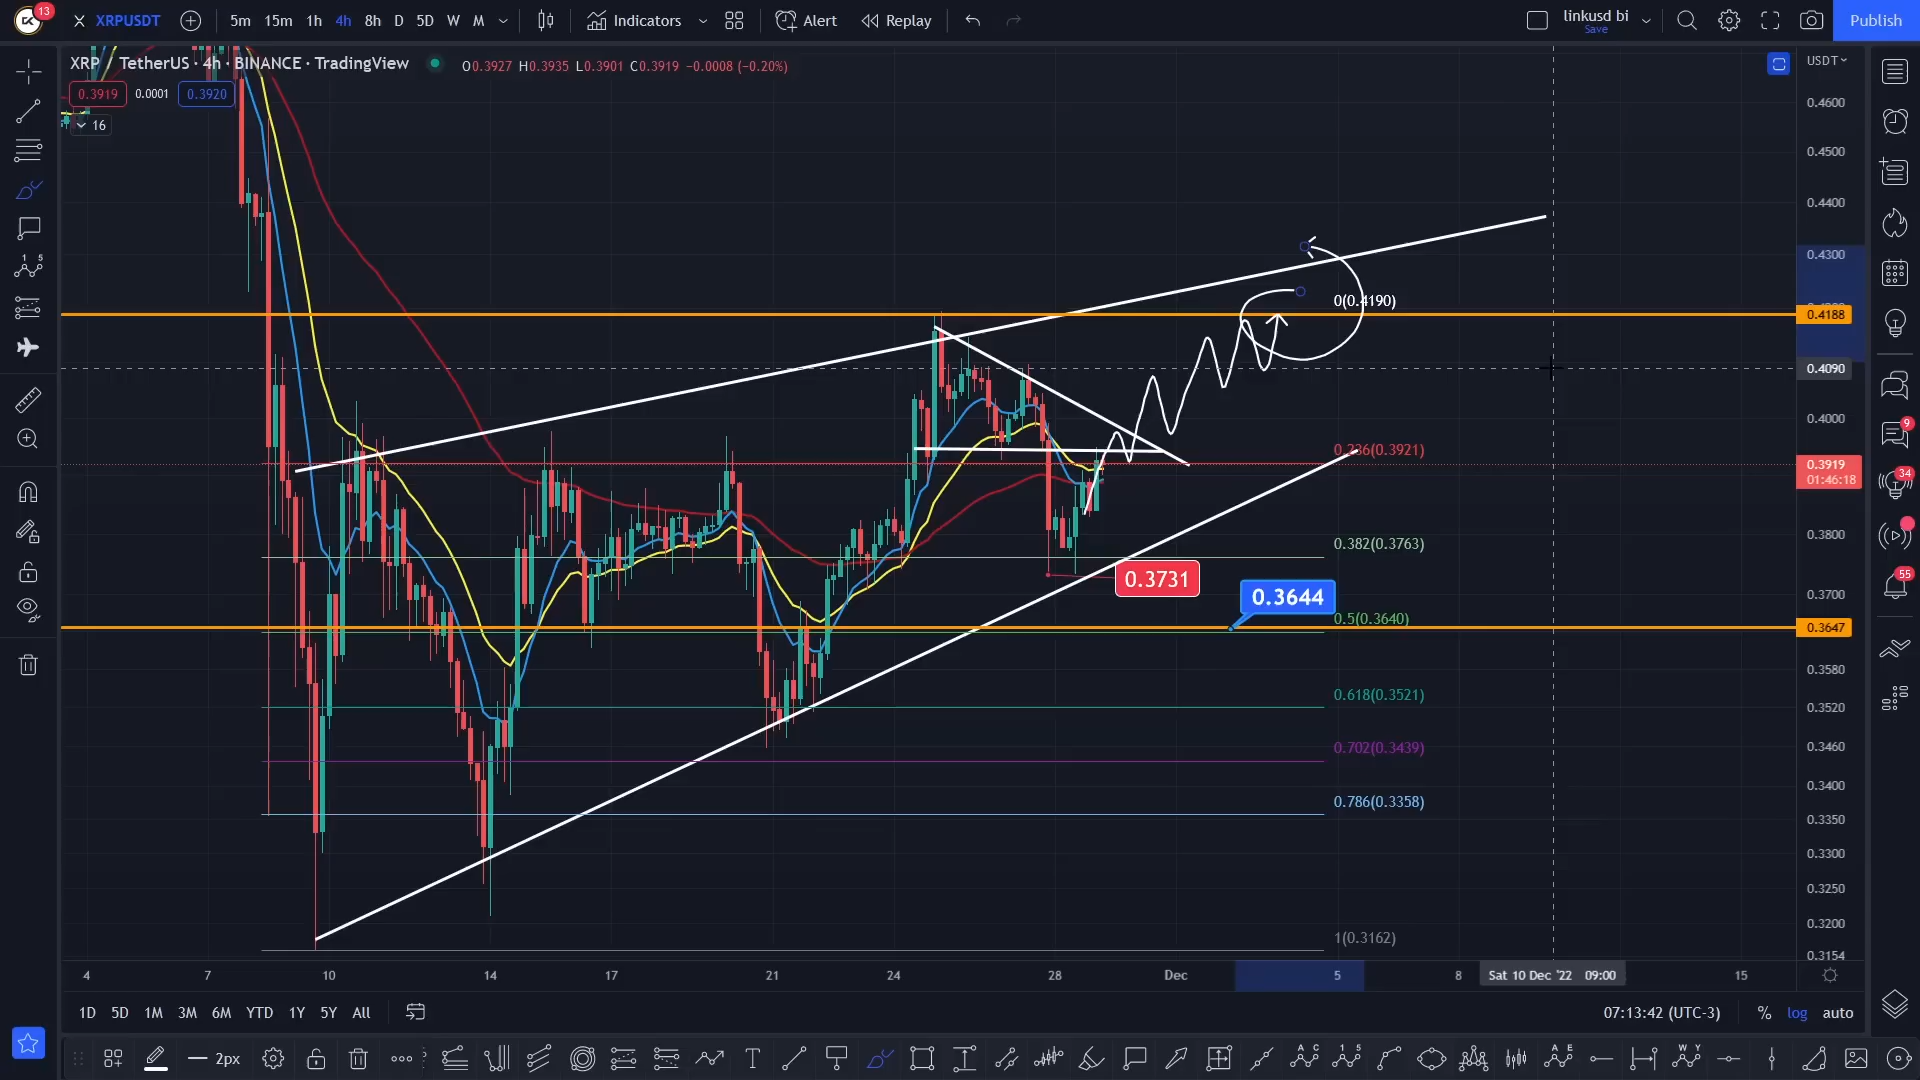 13
XRPUSDT
5m 15m 1h 4h 8h D 5D W M
Indicators
Alert
Replay
linkusd bi
Save
Publish
XRP / TetherUS · 4h · BINANCE · TradingView
O0.3927 H0.3935 L0.3901 C0.3919 −0.0008 (−0.20%)
USDT
0.3919 0.0001 0.3920
16
0.4600
0.4500
0.4400
0.4300
0(0.4190)
0.4188
0.4090
0.4000
0.236(0.3921)
0.3919
01:46:18
0.3800
0.382(0.3763)
0.3731
0.3700
0.3644
0.5(0.3640)
0.3647
0.3580
0.618(0.3521)
0.3520
0.702(0.3439)
0.3460
0.3400
0.786(0.3358)
0.3350
0.3300
0.3250
0.3200
1(0.3162)
0.3154
9
34
55
4 7 10 14 17 21 24 28 Dec 5 8 Sat 10 Dec '22 09:00 15
1D 5D 1M 3M 6M YTD 1Y 5Y All
07:13:42 (UTC-3) % log auto
2px